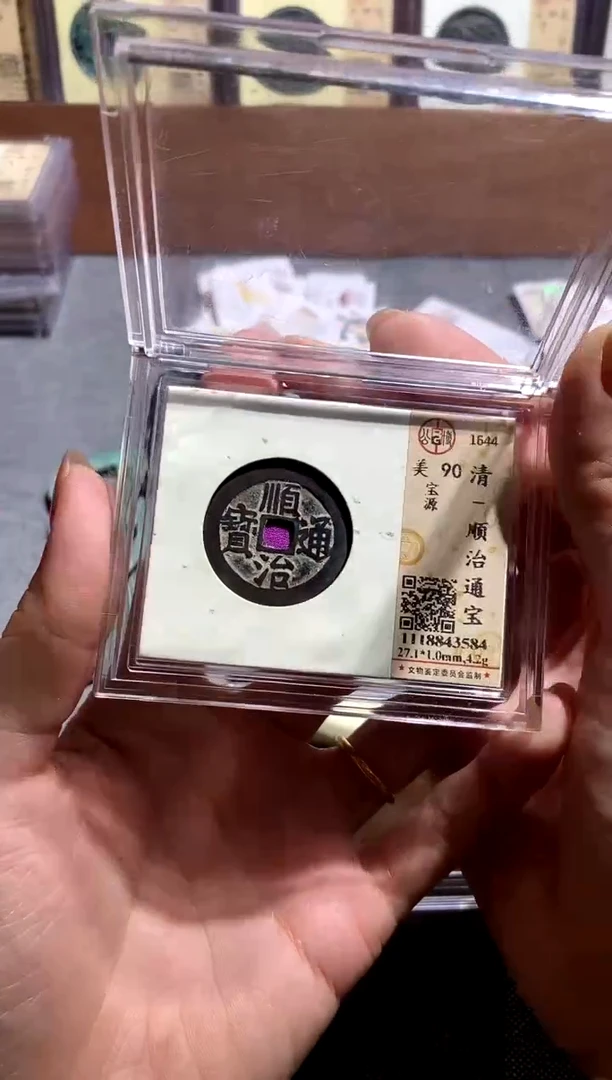 順治通寶
1644
美 90
宝源
清-顺治通宝
1118843584
27.1*1.0mm,4.2g
★文物鉴定委员会监制★